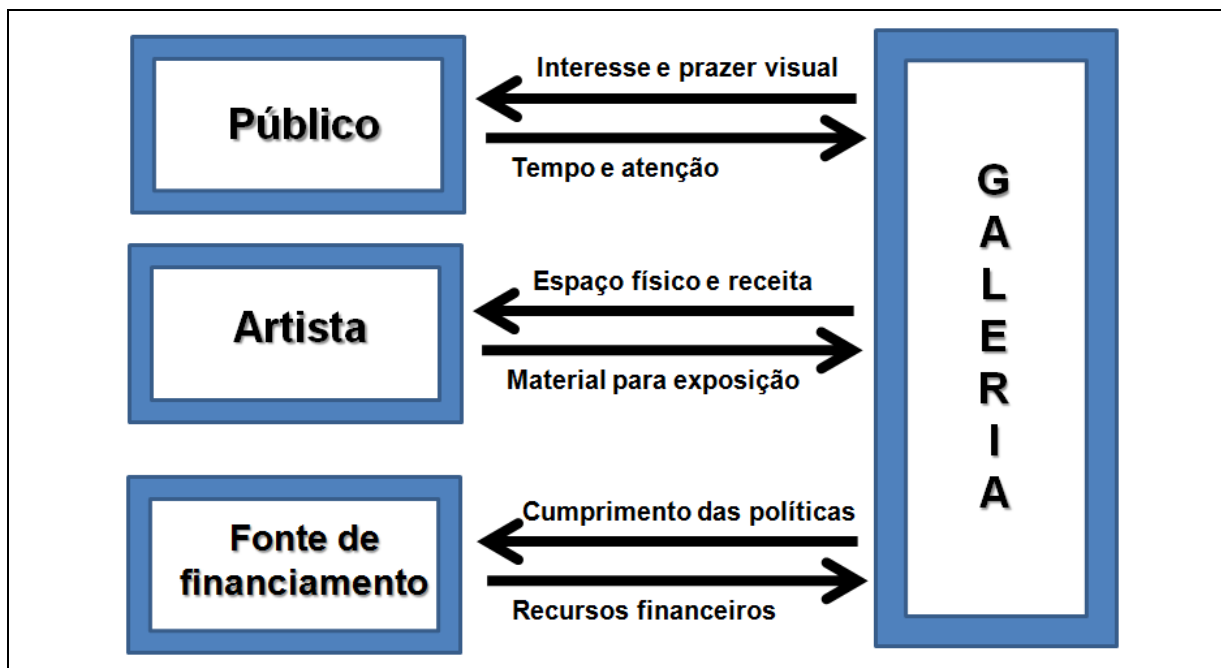 Público
Interesse e prazer visual
Tempo e atenção
Artista
Espaço físico e receita
Material para exposição
Fonte de
financiamento
Cumprimento das políticas
Recursos financeiros
GALERIA